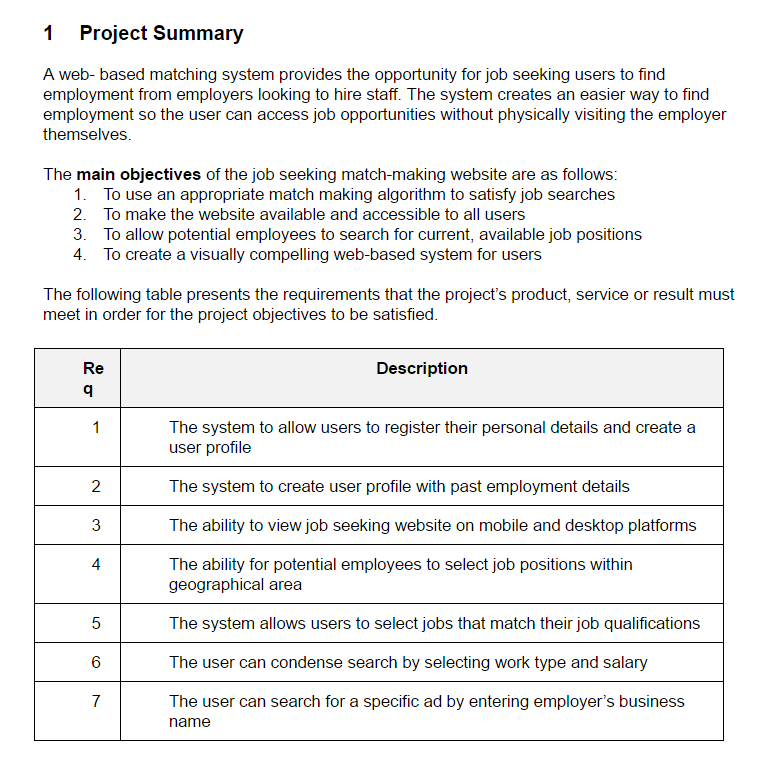 1 Project Summary
A web- based matching system provides the opportunity for job seeking users to find
employment from employers looking to hire staff. The system creates an easier way to find
employment so the user can access job opportunities without physically visiting the employer
themselves.
The main objectives of the job seeking match-making website are as follows:
1. To use an appropriate match making algorithm to satisfy job searches
2. To make the website available and accessible to all users
3. To allow potential employees to search for current, available job positions
4. To create a visually compelling web-based system for users
The following table presents the requirements that the project’s product, service or result must
meet in order for the project objectives to be satisfied.
Re
q
Description
1 The system to allow users to register their personal details and create a
user profile
2 The system to create user profile with past employment details
3 The ability to view job seeking website on mobile and desktop platforms
4 The ability for potential employees to select job positions within
geographical area
5 The system allows users to select jobs that match their job qualifications
6 The user can condense search by selecting work type and salary
7 The user can search for a specific ad by entering employer’s business
name